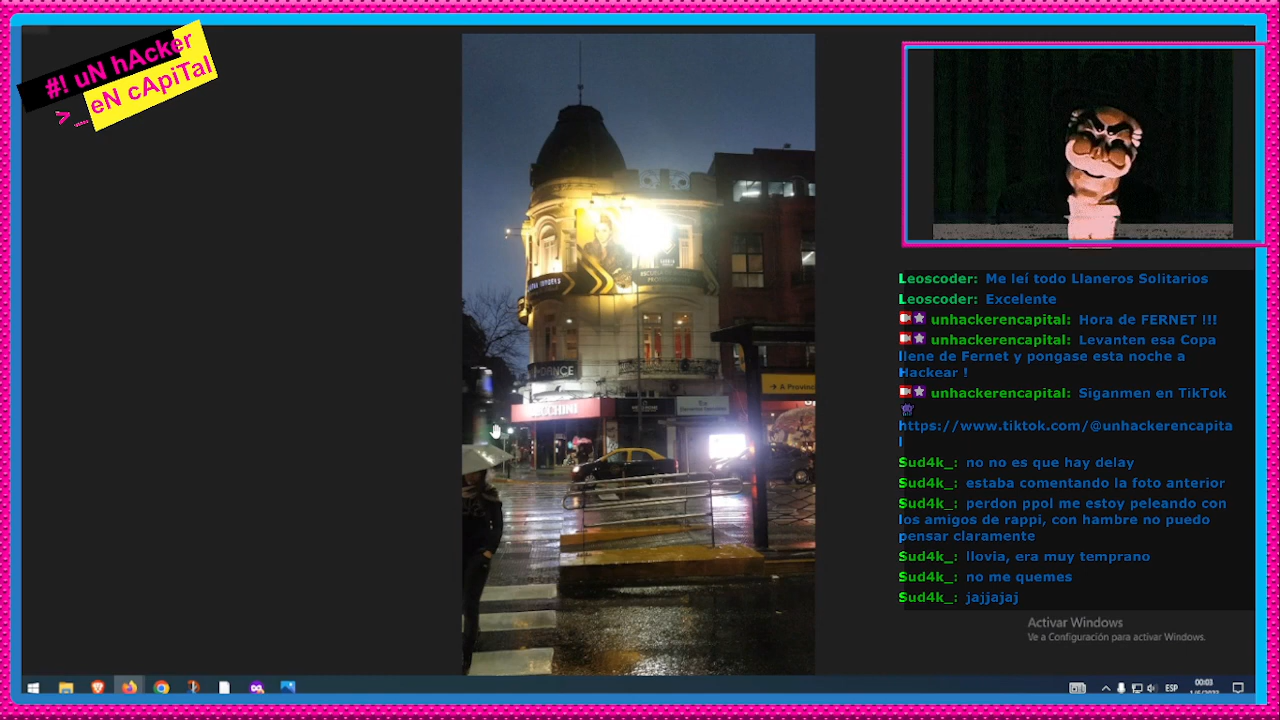 #! uN hAcker
>_ eN cApiTal
Leoscoder: Me leí todo Llaneros Solitarios
Leoscoder: Excelente
unhackerencapital: Hora de FERNET !!!
unhackerencapital: Levanten esa Copa
llene de Fernet y pongase esta noche a
Hackear !
unhackerencapital: Siganmen en TikTok
https://www.tiktok.com/@unhackerencapita
l
Sud4k_: no no es que hay delay
Sud4k_: estaba comentando la foto anterior
Sud4k_: perdon ppol me estoy peleando con
los amigos de rappi, con hambre no puedo
pensar claramente
Sud4k_: llovia, era muy temprano
Sud4k_: no me quemes
Sud4k_: jajjajaj
DANCE
A Provinc
Activar Windows
Ve a Configuración para activar Windows.
ESP
00:03